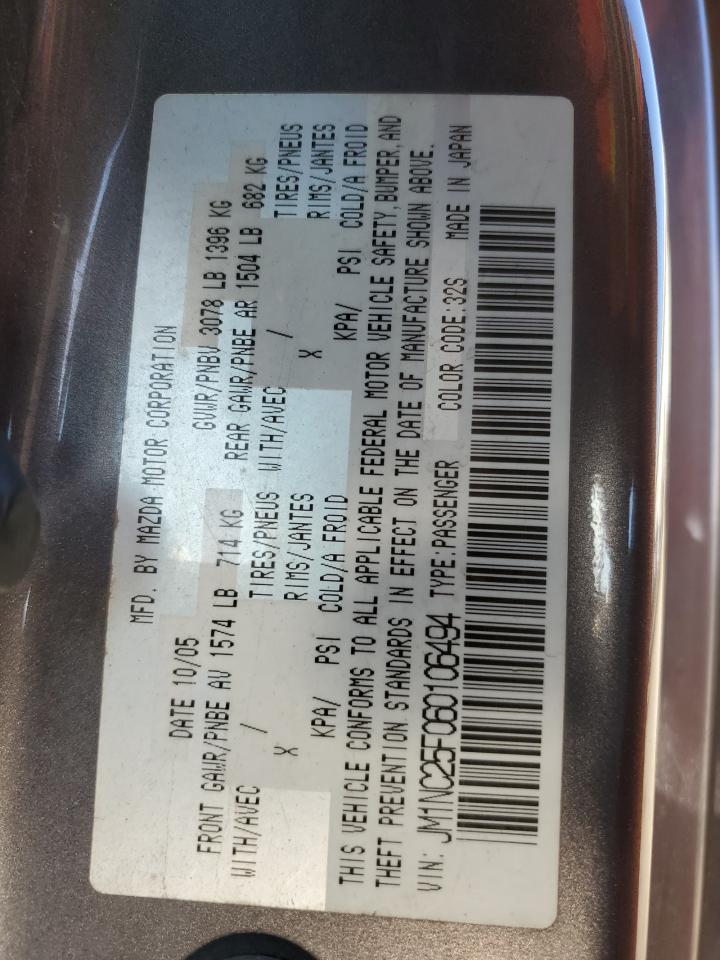 MFD. BY MAZDA MOTOR CORPORATION
DATE 10/05 GVWR/PNBV 3078 LB 1396 KG
FRONT GAWR/PNBE AV 1574 LB 714 KG REAR GAWR/PNBE AR 1504 LB 682 KG
WITH/AVEC / TIRES/PNEUS WITH/AVEC / TIRES/PNEUS
X RIMS/JANTES X RIMS/JANTES
KPA/ PSI COLD/A FROID KPA/ PSI COLD/A FROID
THIS VEHICLE CONFORMS TO ALL APPLICABLE FEDERAL MOTOR VEHICLE SAFETY, BUMPER, AND
THEFT PREVENTION STANDARDS IN EFFECT ON THE DATE OF MANUFACTURE SHOWN ABOVE.
VIN: JM1NC25F060106494 TYPE:PASSENGER COLOR CODE:32S MADE IN JAPAN